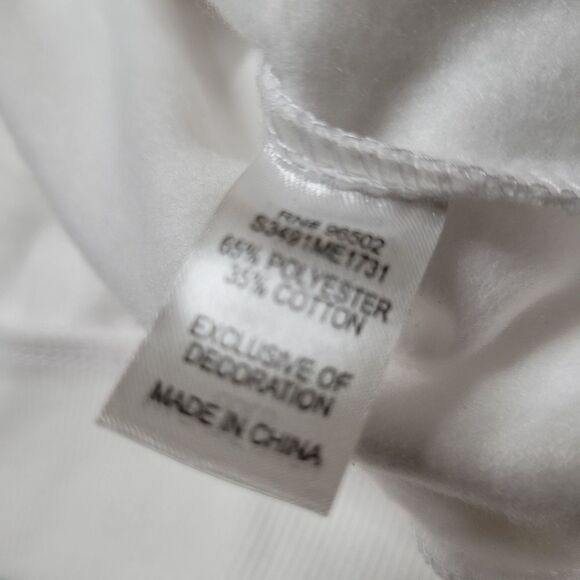 RN# 96502
S3491ME1731
65% POLYESTER
35% COTTON
EXCLUSIVE OF
DECORATION
MADE IN CHINA